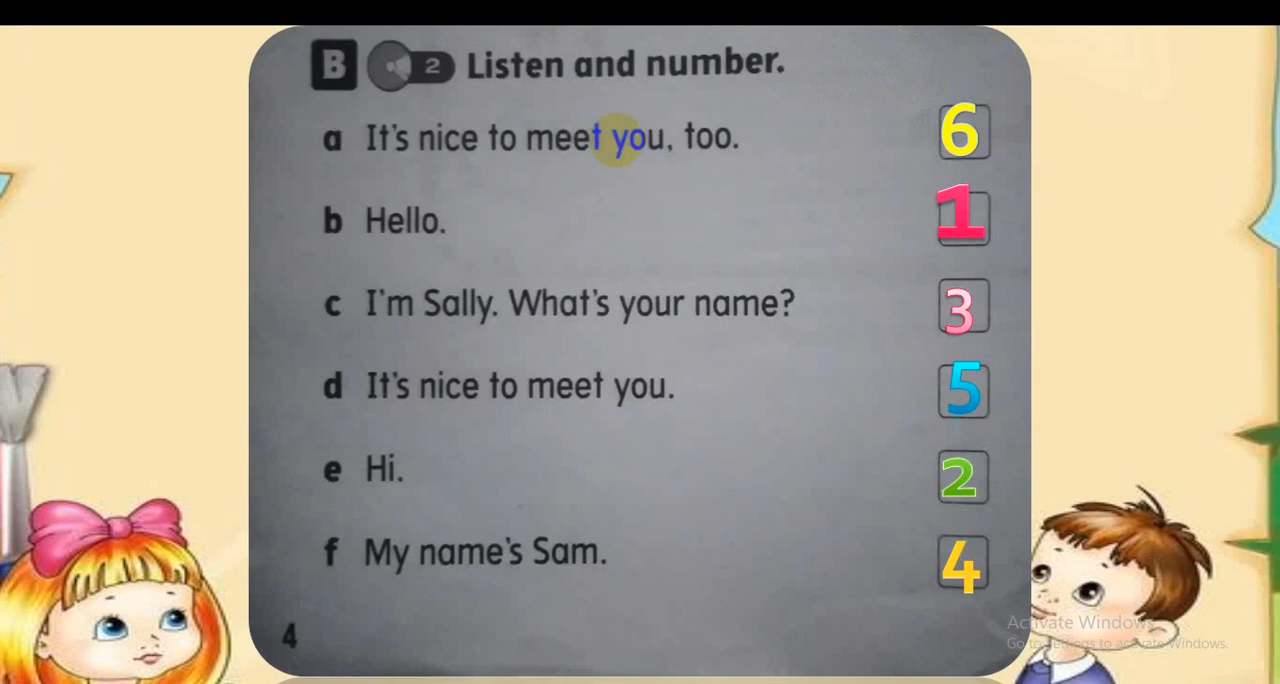 B 2 Listen and number.
a It's nice to meet you, too. 6
b Hello. 1
c I'm Sally. What's your name? 3
d It's nice to meet you. 5
e Hi. 2
f My name's Sam. 4
4
Activate Windows
Go to Settings to activate Windows.